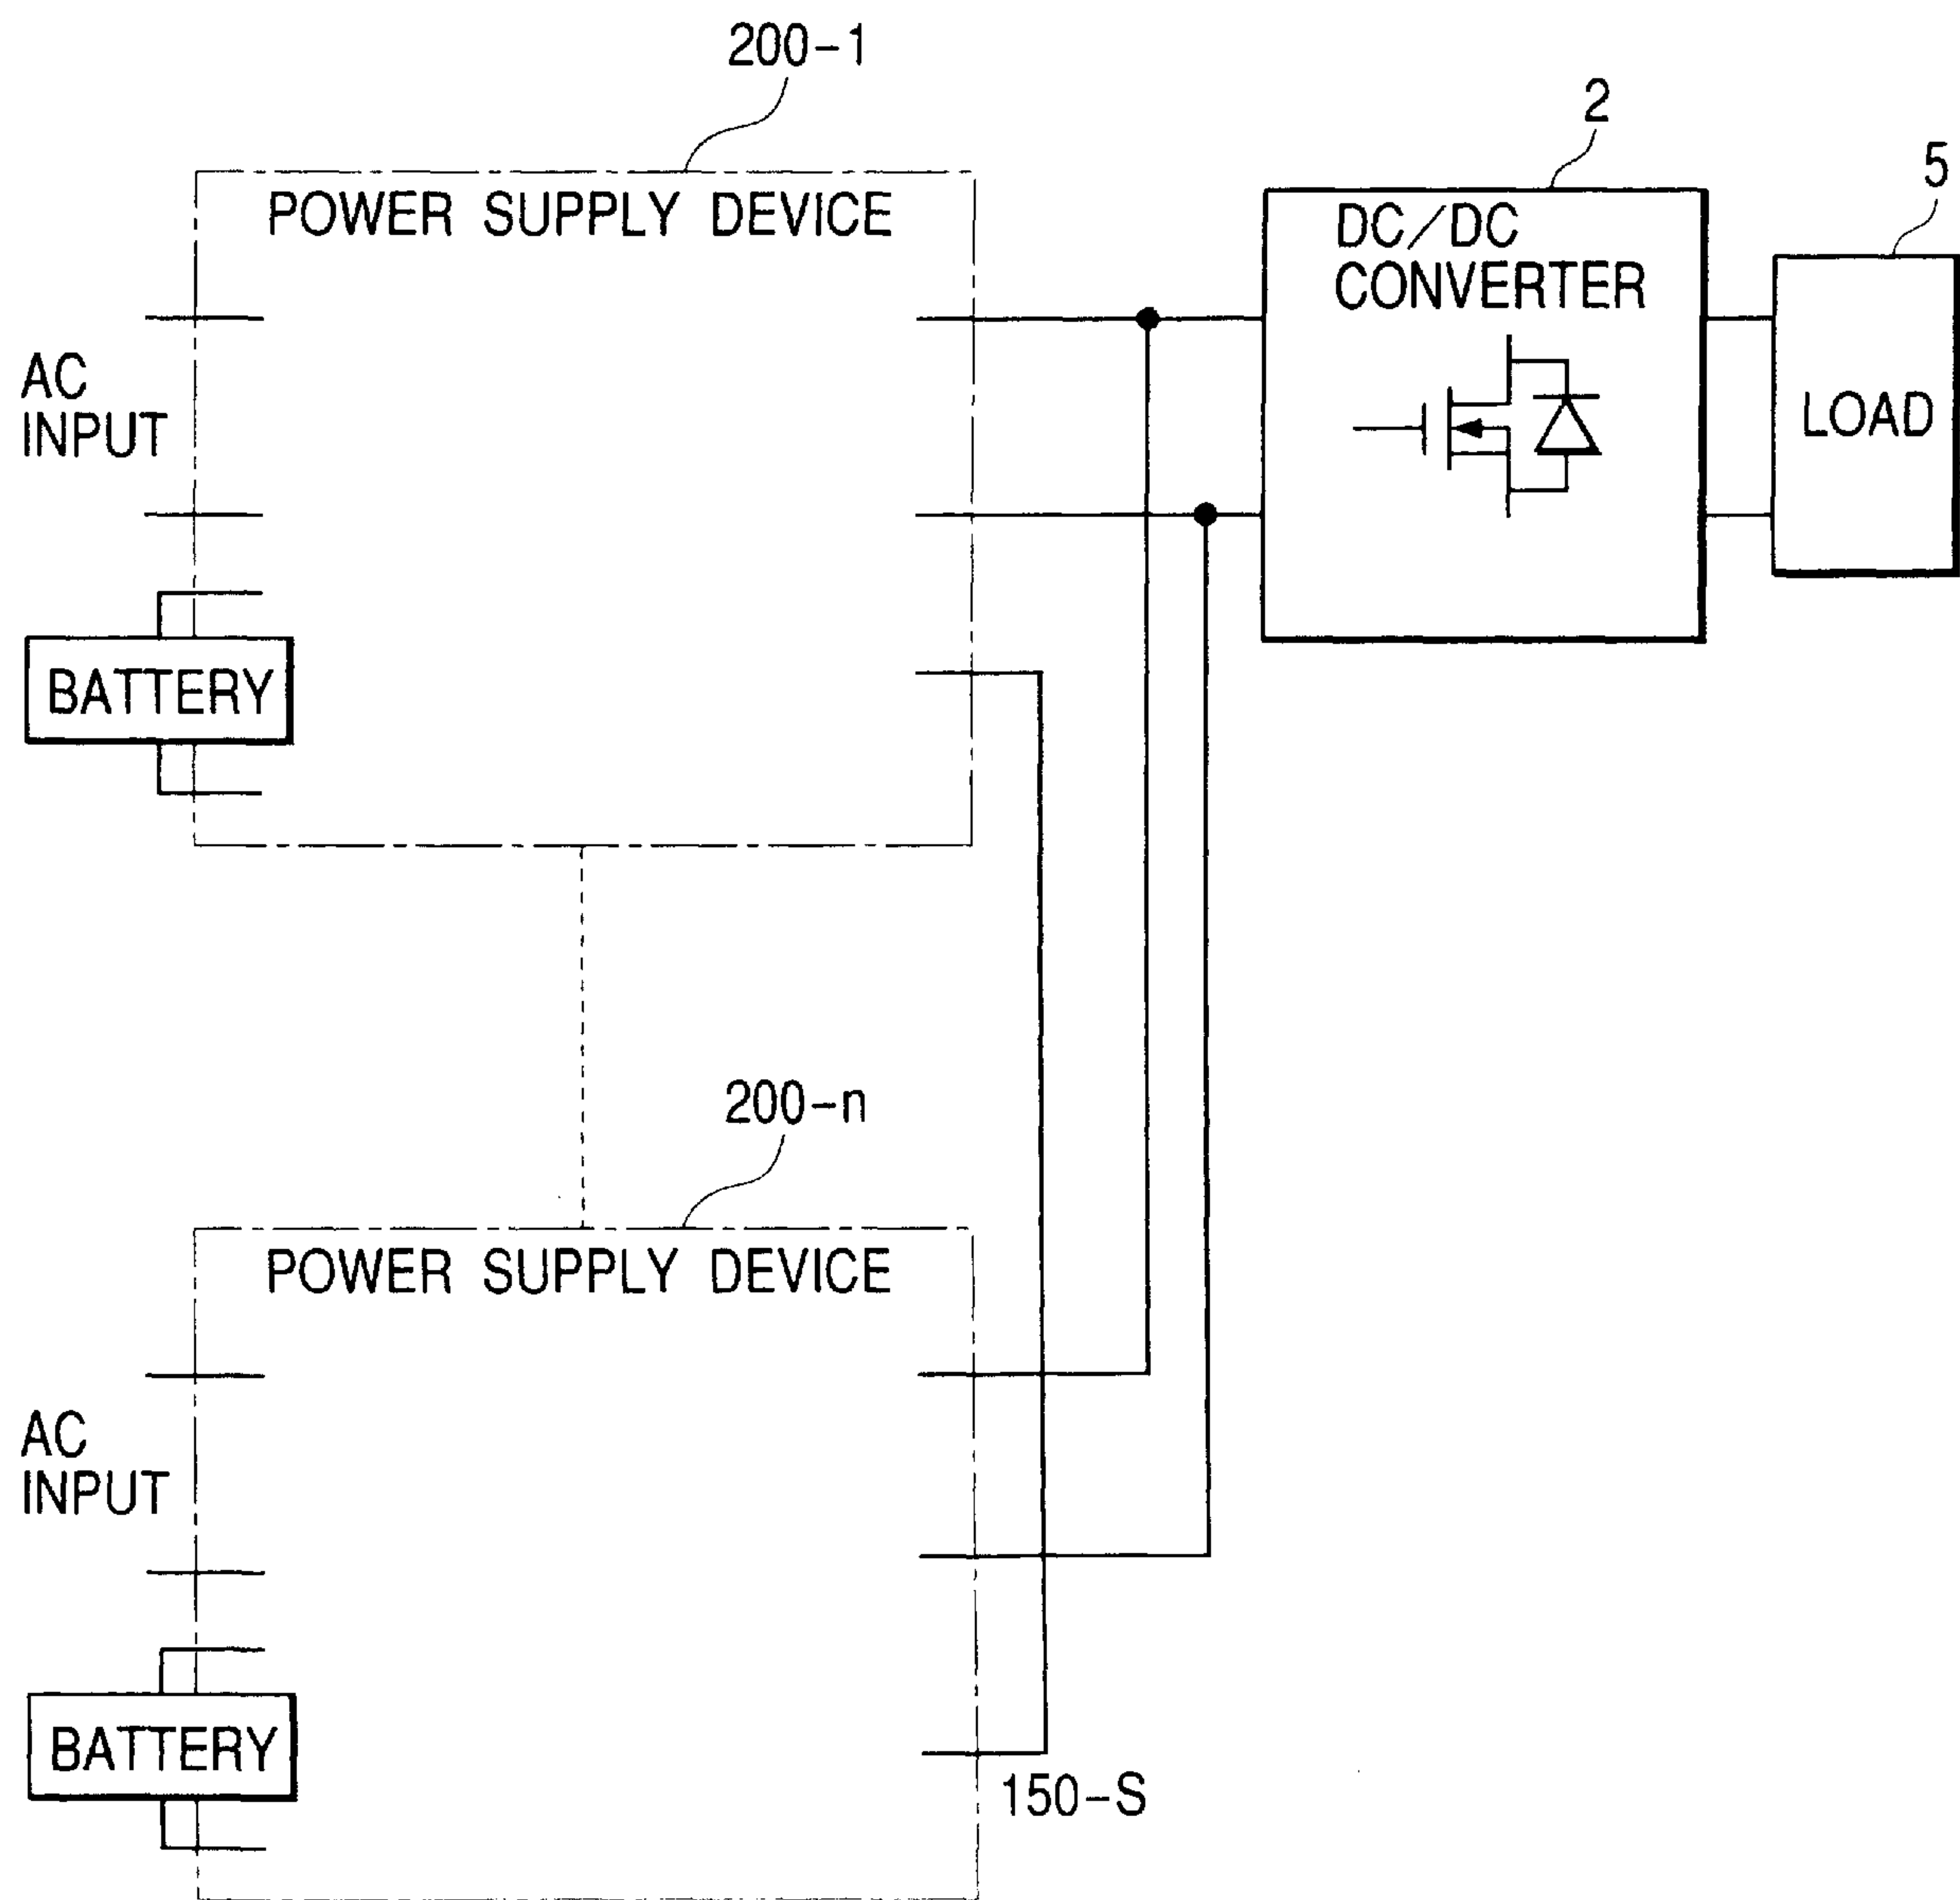 200-1
POWER SUPPLY DEVICE
2
DC/DC
CONVERTER
5
LOAD
AC
INPUT
BATTERY
200-n
POWER SUPPLY DEVICE
AC
INPUT
BATTERY
150-S